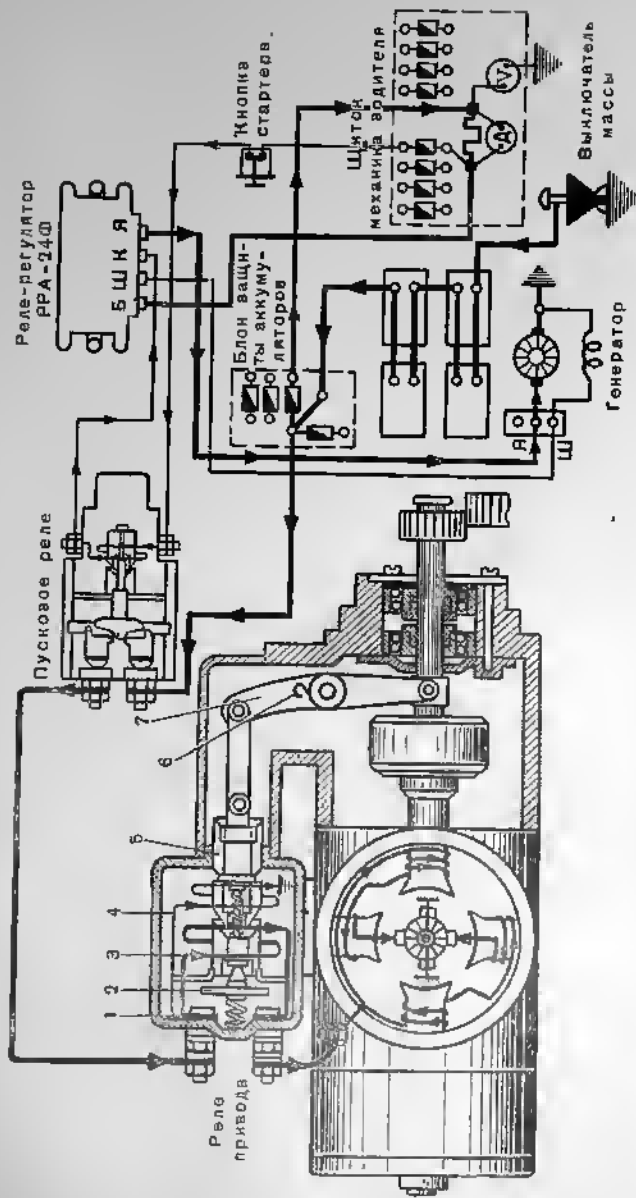 Реле-регулятор
РРА-24Ф
Б Ш К Я
Пусковое реле
Кнопка
стартера.
Щиток
механика водителя
Блок защи-
ты аккуму-
ляторов
A
V
Выключатель
массы
Я
Ш
Генератор
Реле
привода
1
2
3
4
5
6
7